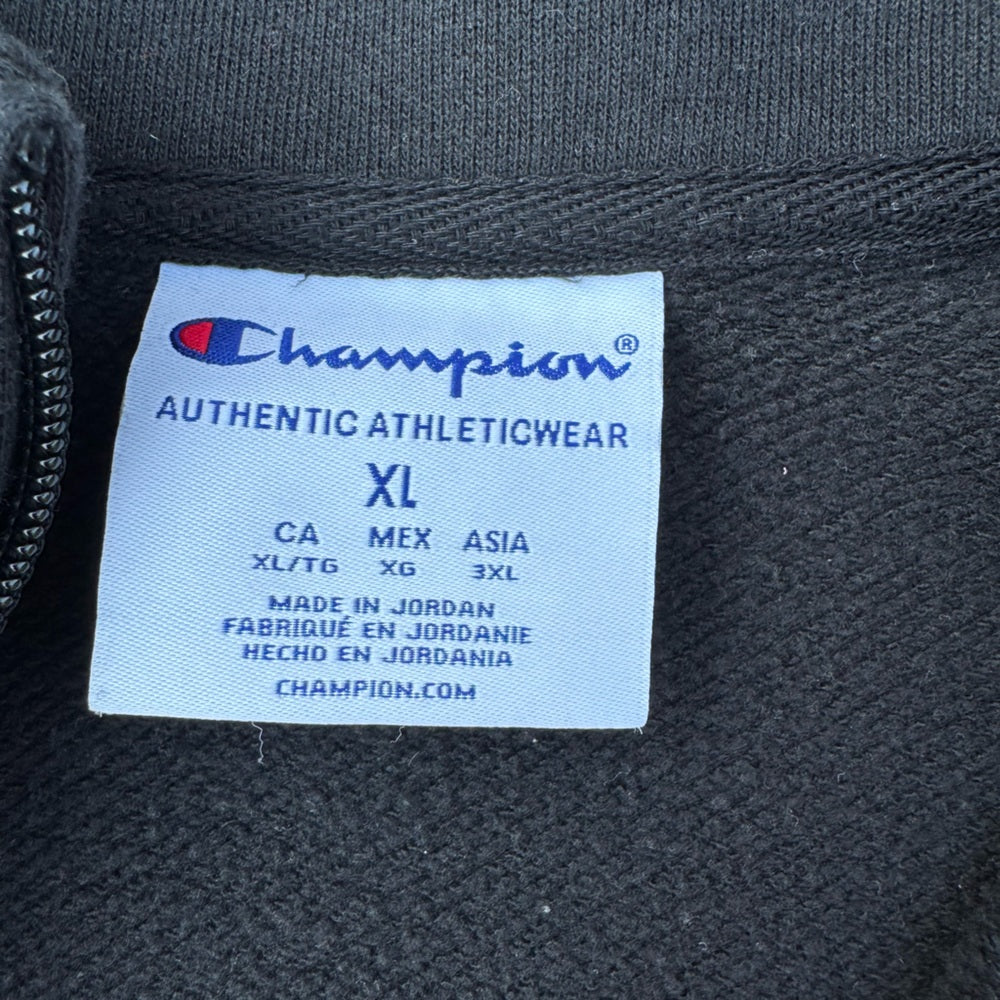 Champion®
AUTHENTIC ATHLETICWEAR
XL
CA MEX ASIA
XL/TG XG 3XL
MADE IN JORDAN
FABRIQUÉ EN JORDANIE
HECHO EN JORDANIA
CHAMPION.COM